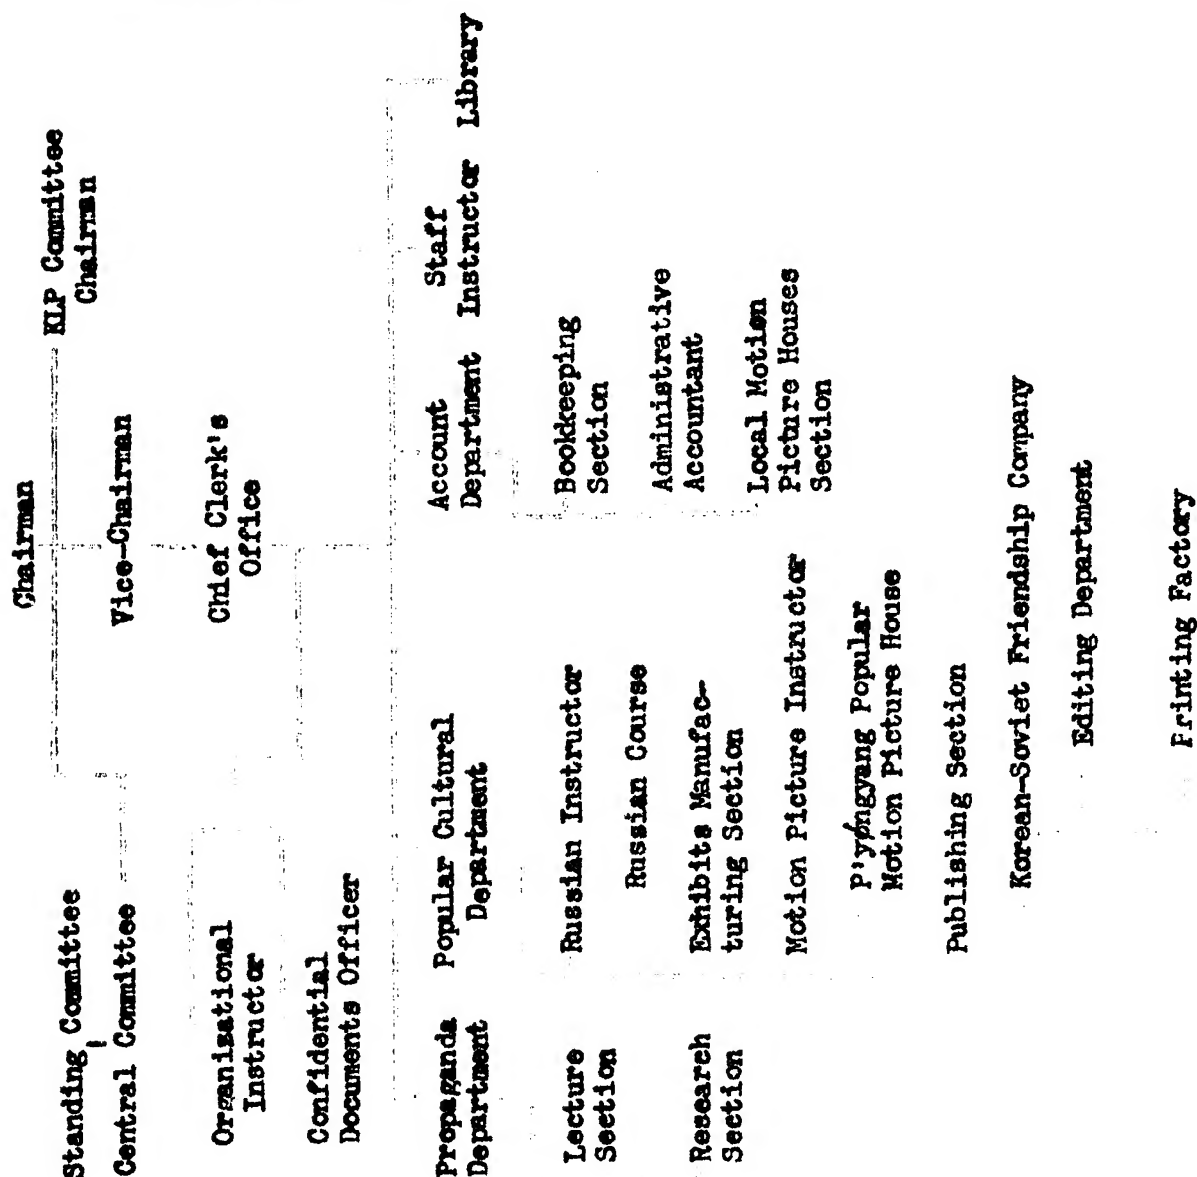 Chairman
KLP Committee
Chairman
Standing Committee
Central Committee
Vice-Chairman
Organizational
Instructor
Chief Clerk's
Office
Confidential
Documents Officer
Propaganda
Department
Popular Cultural
Department
Account
Department
Staff
Instructor
Library
Lecture
Section
Research
Section
Russian Instructor
Russian Course
Exhibits Manufac-
turing Section
Motion Picture Instructor
P'yongyang Popular
Motion Picture House
Publishing Section
Korean-Soviet Friendship Company
Editing Department
Printing Factory
Bookkeeping
Section
Administrative
Accountant
Local Motion
Picture Houses
Section